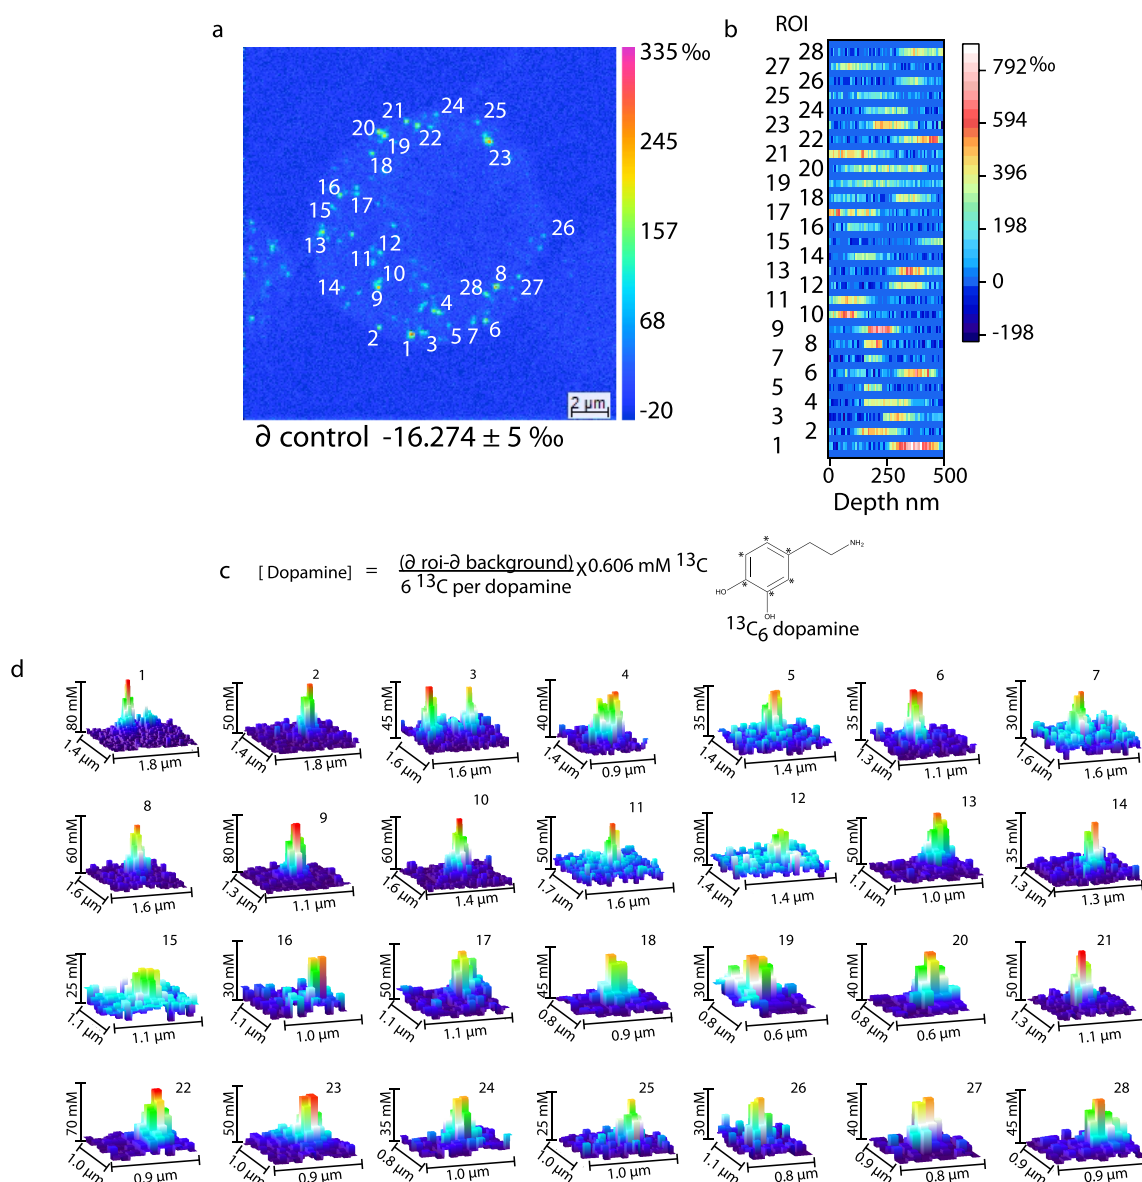 a
335 ‰
245
157
68
-20
24
25
21
20
22
19
23
18
16
17
15
26
13
12
11
10
8
14
28
27
9
4
2
5
7
6
1
3
2 µm
∂ control -16.274 ± 5 ‰
b
ROI
28
27
26
25
24
23
22
21
20
19
18
17
16
15
14
13
12
11
10
9
8
7
6
5
4
3
2
1
792 ‰
594
396
198
0
-198
0 250 500
Depth nm
c [Dopamine] = (∂ roi-∂ background) / 6 ¹³C per dopamine X 0.606 mM ¹³C
NH₂
HO
OH
* * * * * *
¹³C₆ dopamine
d
1 80 mM 1.4 µm 1.8 µm
2 50 mM 1.4 µm 1.8 µm
3 45 mM 1.6 µm 1.6 µm
4 40 mM 1.4 µm 0.9 µm
5 35 mM 1.4 µm 1.4 µm
6 35 mM 1.3 µm 1.1 µm
7 30 mM 1.6 µm 1.6 µm
8 60 mM 1.6 µm 1.6 µm
9 80 mM 1.3 µm 1.1 µm
10 60 mM 1.6 µm 1.4 µm
11 50 mM 1.7 µm 1.6 µm
12 30 mM 1.4 µm 1.4 µm
13 50 mM 1.1 µm 1.0 µm
14 35 mM 1.3 µm 1.3 µm
15 25 mM 1.1 µm 1.1 µm
16 30 mM 1.1 µm 1.0 µm
17 50 mM 1.1 µm 1.1 µm
18 45 mM 0.8 µm 0.9 µm
19 30 mM 0.8 µm 0.6 µm
20 40 mM 0.8 µm 0.6 µm
21 50 mM 1.3 µm 1.1 µm
22 70 mM 1.0 µm 0.9 µm
23 50 mM 1.0 µm 0.9 µm
24 35 mM 0.8 µm 1.0 µm
25 25 mM 1.0 µm 1.0 µm
26 30 mM 1.1 µm 0.8 µm
27 40 mM 0.9 µm 0.8 µm
28 45 mM 0.9 µm 0.9 µm